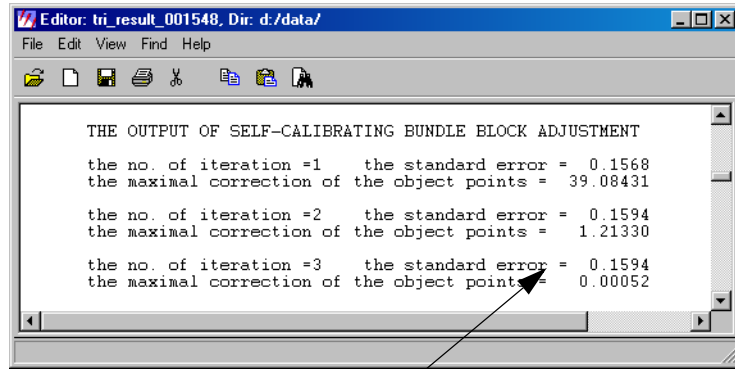 Editor: tri_result_001548, Dir: d:/data/
File Edit View Find Help
THE OUTPUT OF SELF-CALIBRATING BUNDLE BLOCK ADJUSTMENT
the no. of iteration =1 the standard error = 0.1568
the maximal correction of the object points = 39.08431
the no. of iteration =2 the standard error = 0.1594
the maximal correction of the object points = 1.21330
the no. of iteration =3 the standard error = 0.1594
the maximal correction of the object points = 0.00052